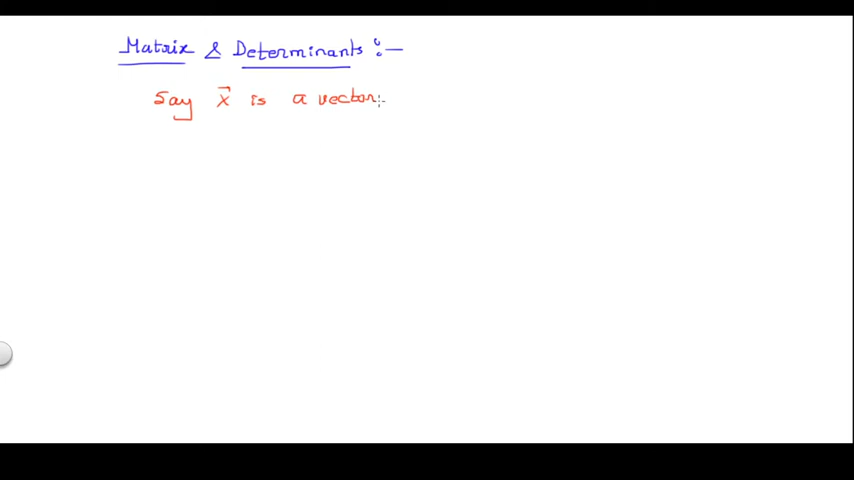 Matrix & Determinants :-
Say x⃗ is a vector